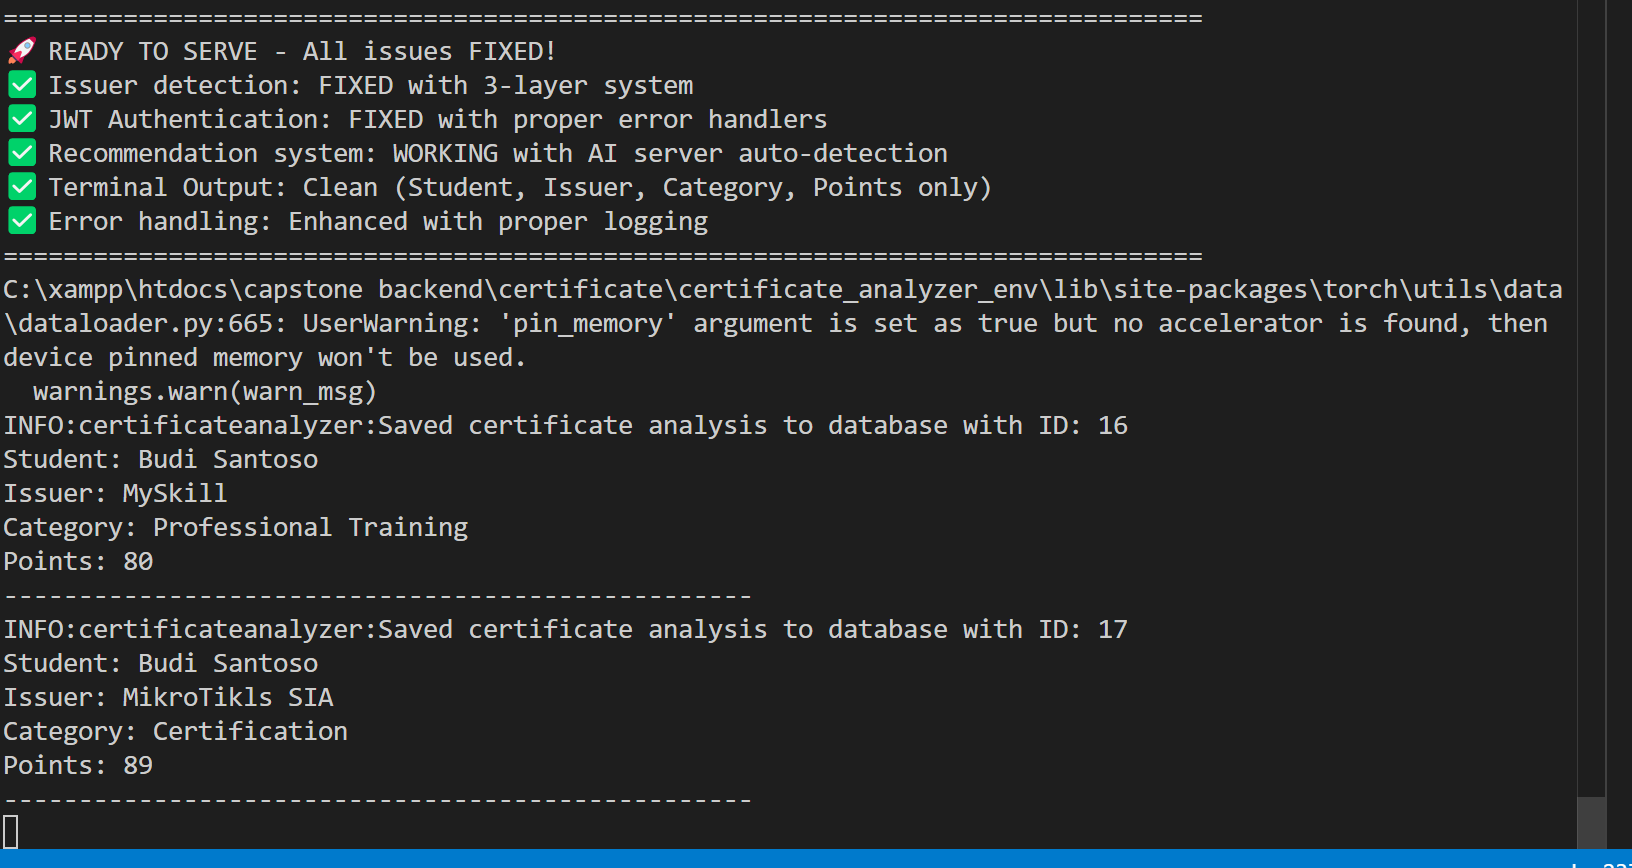 ================================================================================
🚀 READY TO SERVE - All issues FIXED!
✅ Issuer detection: FIXED with 3-layer system
✅ JWT Authentication: FIXED with proper error handlers
✅ Recommendation system: WORKING with AI server auto-detection
✅ Terminal Output: Clean (Student, Issuer, Category, Points only)
✅ Error handling: Enhanced with proper logging
================================================================================
C:\xampp\htdocs\capstone backend\certificate\certificate_analyzer_env\lib\site-packages\torch\utils\data
\dataloader.py:665: UserWarning: 'pin_memory' argument is set as true but no accelerator is found, then
device pinned memory won't be used.
  warnings.warn(warn_msg)
INFO:certificateanalyzer:Saved certificate analysis to database with ID: 16
Student: Budi Santoso
Issuer: MySkill
Category: Professional Training
Points: 80
--------------------------------------------------
INFO:certificateanalyzer:Saved certificate analysis to database with ID: 17
Student: Budi Santoso
Issuer: MikroTikls SIA
Category: Certification
Points: 89
--------------------------------------------------